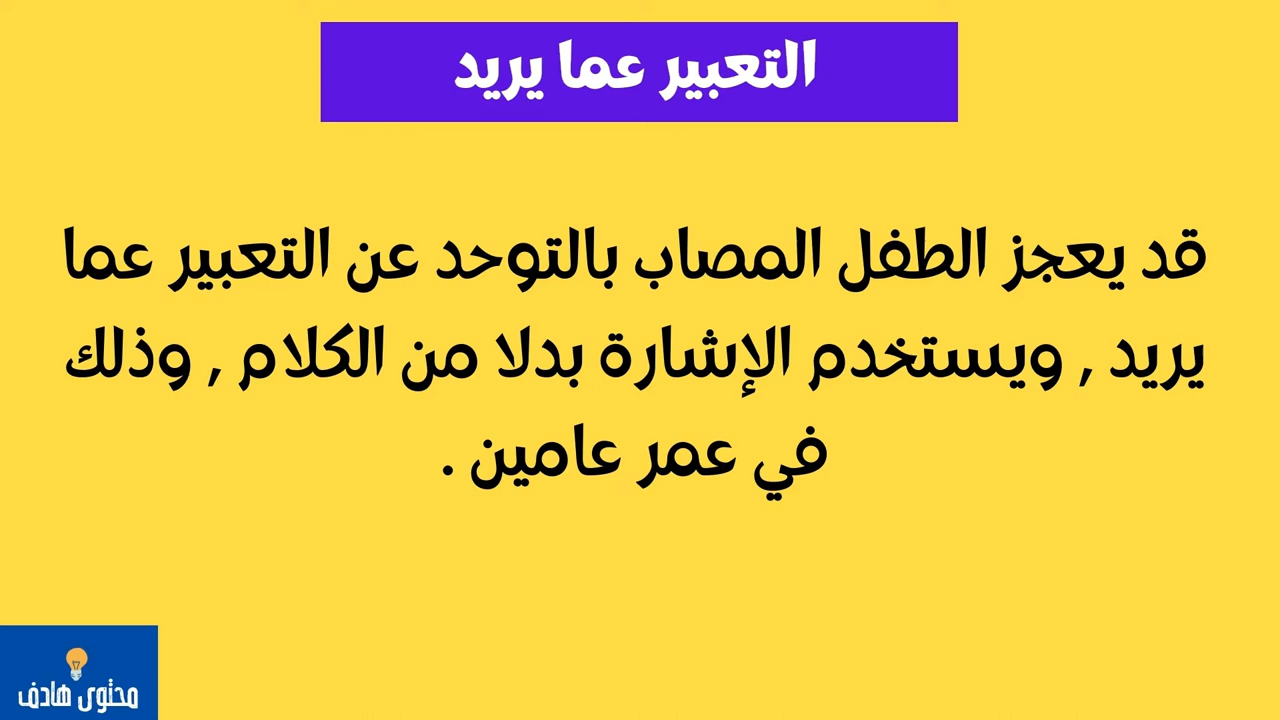 التعبير عما يريد
قد يعجز الطفل المصاب بالتوحد عن التعبير عما
يريد , ويستخدم الإشارة بدلا من الكلام , وذلك
في عمر عامين .
محتوى هادف